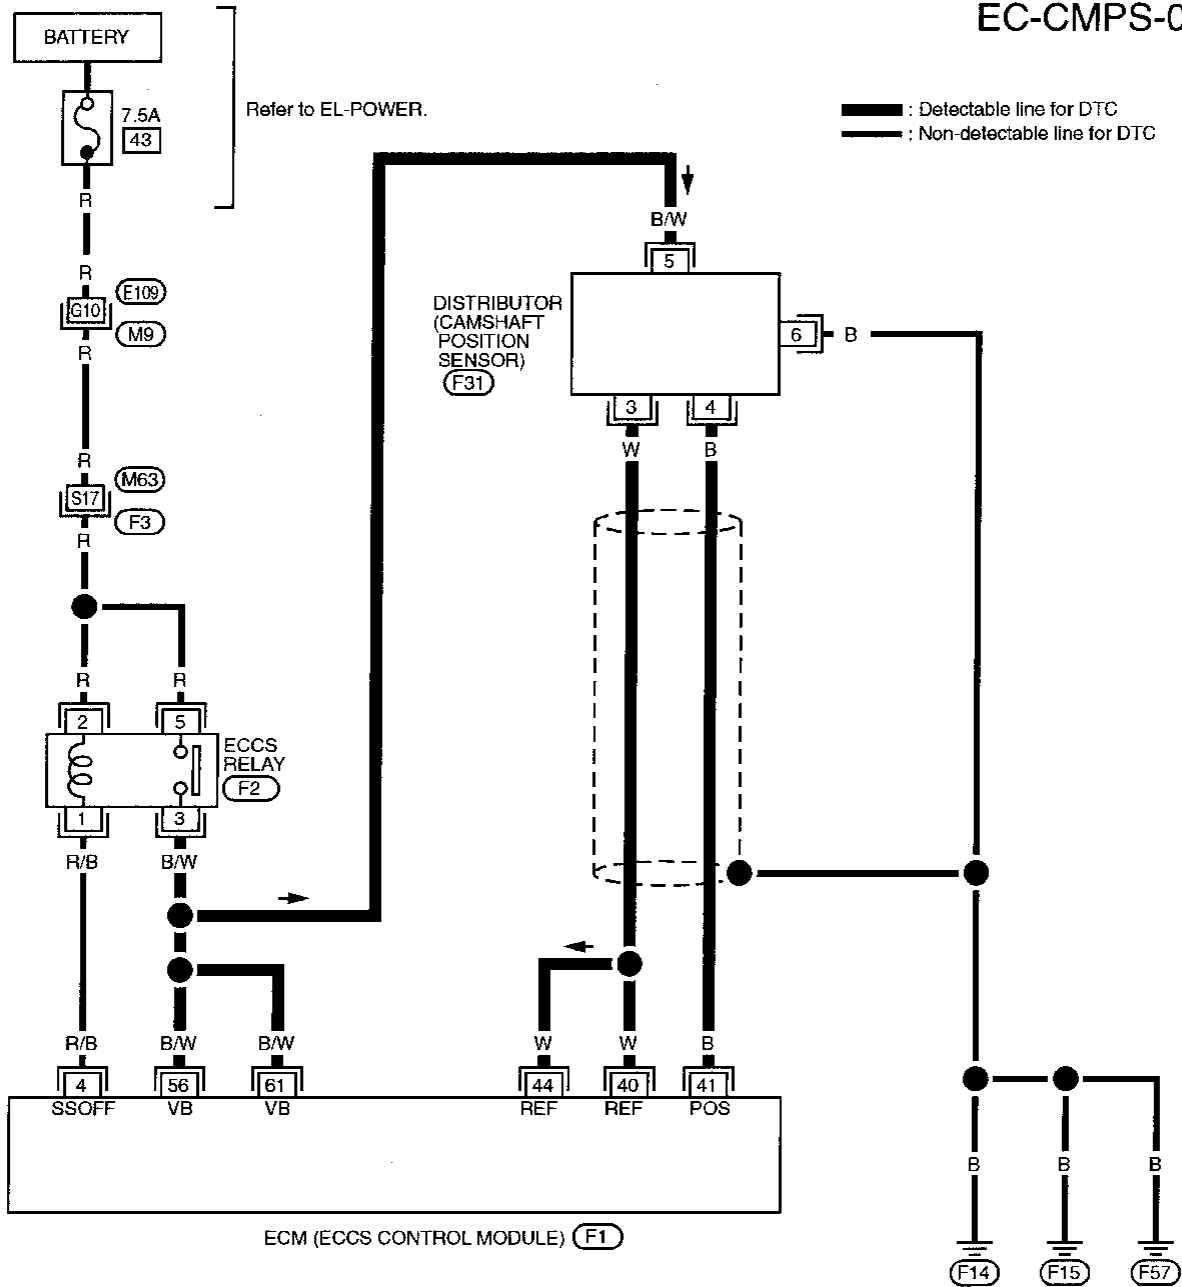 EC-CMPS-0
BATTERY
7.5A
43
Refer to EL-POWER.
: Detectable line for DTC
: Non-detectable line for DTC
R
B/W
5
R
E109
G10
M9
R
DISTRIBUTOR
(CAMSHAFT
POSITION
SENSOR)
F31
6
B
3
4
W
B
R
M63
S17
F3
R
R
R
2
5
ECCS
RELAY
F2
1
3
R/B
B/W
R/B
B/W
B/W
W
W
B
4
56
61
44
40
41
SSOFF
VB
VB
REF
REF
POS
B
B
B
ECM (ECCS CONTROL MODULE)
F1
F14
F15
F57